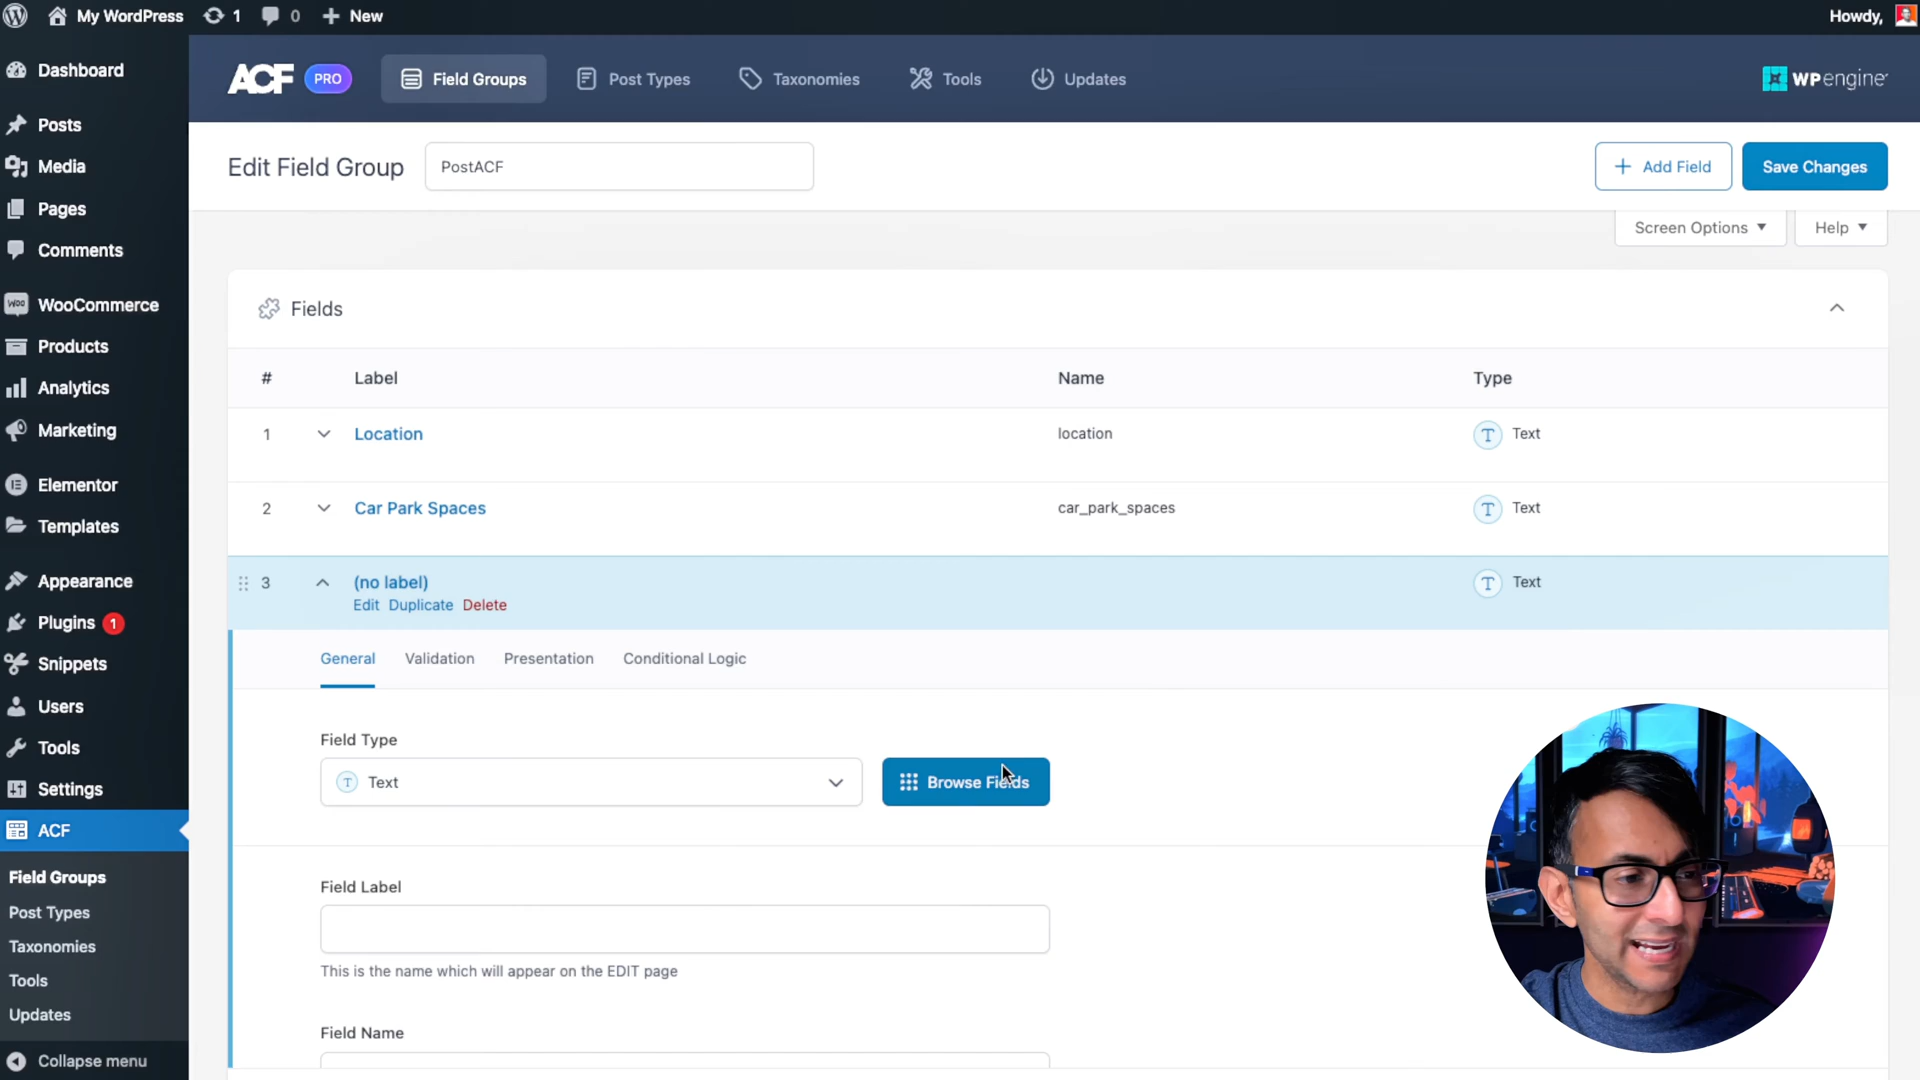 My WordPress 1 0 New Howdy,
Dashboard
Posts
Media
Pages
Comments
WooCommerce
Products
Analytics
Marketing
Elementor
Templates
Appearance
Plugins 1
Snippets
Users
Tools
Settings
ACF
Field Groups
Post Types
Taxonomies
Tools
Updates
Collapse menu
ACF PRO Field Groups Post Types Taxonomies Tools Updates WP engine
Edit Field Group PostACF Add Field Save Changes
Screen Options Help
Fields
# Label Name Type
1 Location location T Text
2 Car Park Spaces car_park_spaces T Text
3 (no label) T Text
Edit Duplicate Delete
General Validation Presentation Conditional Logic
Field Type
T Text Browse Fields
Field Label
This is the name which will appear on the EDIT page
Field Name